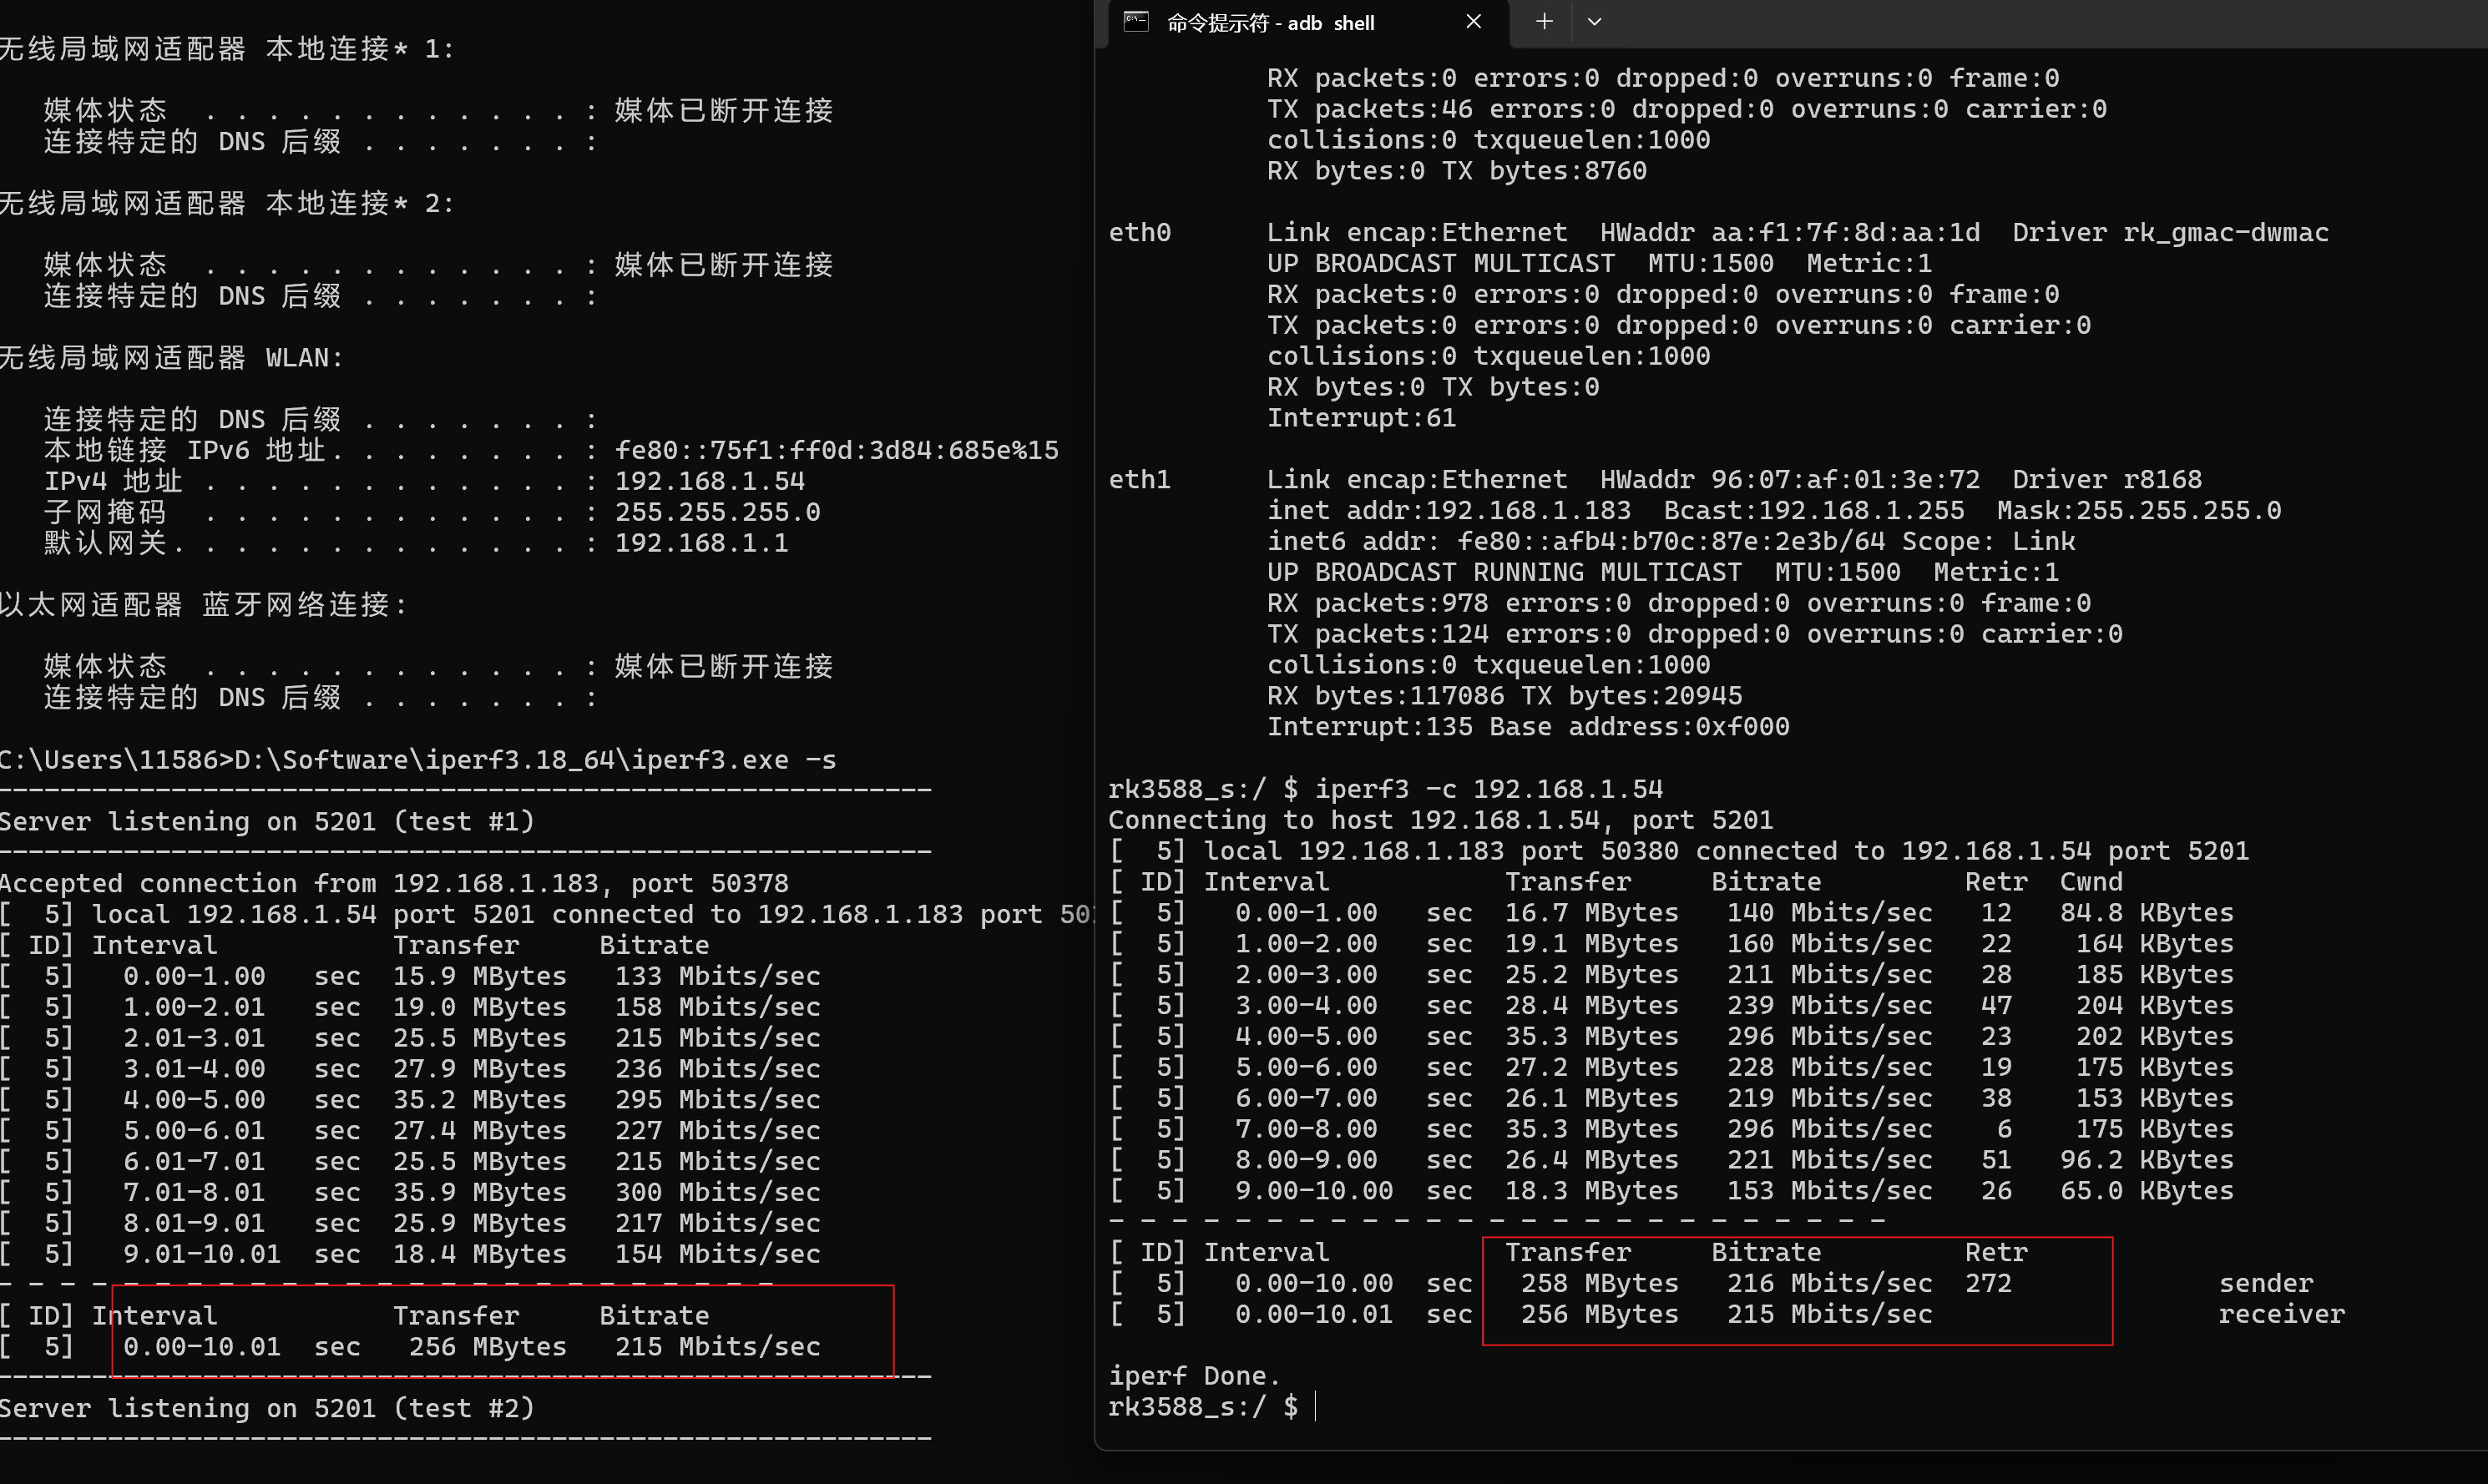 无线局域网适配器 本地连接* 1:
媒体状态 . . . . . . . . . . . . : 媒体已断开连接
连接特定的 DNS 后缀 . . . . . . . :
无线局域网适配器 本地连接* 2:
媒体状态 . . . . . . . . . . . . : 媒体已断开连接
连接特定的 DNS 后缀 . . . . . . . :
无线局域网适配器 WLAN:
连接特定的 DNS 后缀 . . . . . . . :
本地链接 IPv6 地址. . . . . . . . : fe80::75f1:ff0d:3d84:685e%15
IPv4 地址 . . . . . . . . . . . . : 192.168.1.54
子网掩码 . . . . . . . . . . . . : 255.255.255.0
默认网关. . . . . . . . . . . . . : 192.168.1.1
以太网适配器 蓝牙网络连接:
媒体状态 . . . . . . . . . . . . : 媒体已断开连接
连接特定的 DNS 后缀 . . . . . . . :
C:\Users\11586>D:\Software\iperf3.18_64\iperf3.exe -s
-----------------------------------------------------------
Server listening on 5201 (test #1)
-----------------------------------------------------------
Accepted connection from 192.168.1.183, port 50378
[  5] local 192.168.1.54 port 5201 connected to 192.168.1.183 port
[ ID] Interval           Transfer     Bitrate
[  5]   0.00-1.00   sec  15.9 MBytes   133 Mbits/sec
[  5]   1.00-2.01   sec  19.0 MBytes   158 Mbits/sec
[  5]   2.01-3.01   sec  25.5 MBytes   215 Mbits/sec
[  5]   3.01-4.00   sec  27.9 MBytes   236 Mbits/sec
[  5]   4.00-5.00   sec  35.2 MBytes   295 Mbits/sec
[  5]   5.00-6.01   sec  27.4 MBytes   227 Mbits/sec
[  5]   6.01-7.01   sec  25.5 MBytes   215 Mbits/sec
[  5]   7.01-8.01   sec  35.9 MBytes   300 Mbits/sec
[  5]   8.01-9.01   sec  25.9 MBytes   217 Mbits/sec
[  5]   9.01-10.01  sec  18.4 MBytes   154 Mbits/sec
- - - - - - - - - - - - - - - - - - - - - - - - -
[ ID] Interval           Transfer     Bitrate
[  5]   0.00-10.01  sec   256 MBytes   215 Mbits/sec
-----------------------------------------------------------
Server listening on 5201 (test #2)
-----------------------------------------------------------
命令提示符 - adb  shell
RX packets:0 errors:0 dropped:0 overruns:0 frame:0
TX packets:46 errors:0 dropped:0 overruns:0 carrier:0
collisions:0 txqueuelen:1000
RX bytes:0 TX bytes:8760
eth0      Link encap:Ethernet  HWaddr aa:f1:7f:8d:aa:1d  Driver rk_gmac-dwmac
UP BROADCAST MULTICAST  MTU:1500  Metric:1
RX packets:0 errors:0 dropped:0 overruns:0 frame:0
TX packets:0 errors:0 dropped:0 overruns:0 carrier:0
collisions:0 txqueuelen:1000
RX bytes:0 TX bytes:0
Interrupt:61
eth1      Link encap:Ethernet  HWaddr 96:07:af:01:3e:72  Driver r8168
inet addr:192.168.1.183  Bcast:192.168.1.255  Mask:255.255.255.0
inet6 addr: fe80::afb4:b70c:87e:2e3b/64 Scope: Link
UP BROADCAST RUNNING MULTICAST  MTU:1500  Metric:1
RX packets:978 errors:0 dropped:0 overruns:0 frame:0
TX packets:124 errors:0 dropped:0 overruns:0 carrier:0
collisions:0 txqueuelen:1000
RX bytes:117086 TX bytes:20945
Interrupt:135 Base address:0xf000
rk3588_s:/ $ iperf3 -c 192.168.1.54
Connecting to host 192.168.1.54, port 5201
[  5] local 192.168.1.183 port 50380 connected to 192.168.1.54 port 5201
[ ID] Interval           Transfer     Bitrate         Retr  Cwnd
[  5]   0.00-1.00   sec  16.7 MBytes   140 Mbits/sec   12   84.8 KBytes
[  5]   1.00-2.00   sec  19.1 MBytes   160 Mbits/sec   22    164 KBytes
[  5]   2.00-3.00   sec  25.2 MBytes   211 Mbits/sec   28    185 KBytes
[  5]   3.00-4.00   sec  28.4 MBytes   239 Mbits/sec   47    204 KBytes
[  5]   4.00-5.00   sec  35.3 MBytes   296 Mbits/sec   23    202 KBytes
[  5]   5.00-6.00   sec  27.2 MBytes   228 Mbits/sec   19    175 KBytes
[  5]   6.00-7.00   sec  26.1 MBytes   219 Mbits/sec   38    153 KBytes
[  5]   7.00-8.00   sec  35.3 MBytes   296 Mbits/sec    6    175 KBytes
[  5]   8.00-9.00   sec  26.4 MBytes   221 Mbits/sec   51   96.2 KBytes
[  5]   9.00-10.00  sec  18.3 MBytes   153 Mbits/sec   26   65.0 KBytes
- - - - - - - - - - - - - - - - - - - - - - - - -
[ ID] Interval           Transfer     Bitrate         Retr
[  5]   0.00-10.00  sec   258 MBytes   216 Mbits/sec  272             sender
[  5]   0.00-10.01  sec   256 MBytes   215 Mbits/sec                  receiver
iperf Done.
rk3588_s:/ $